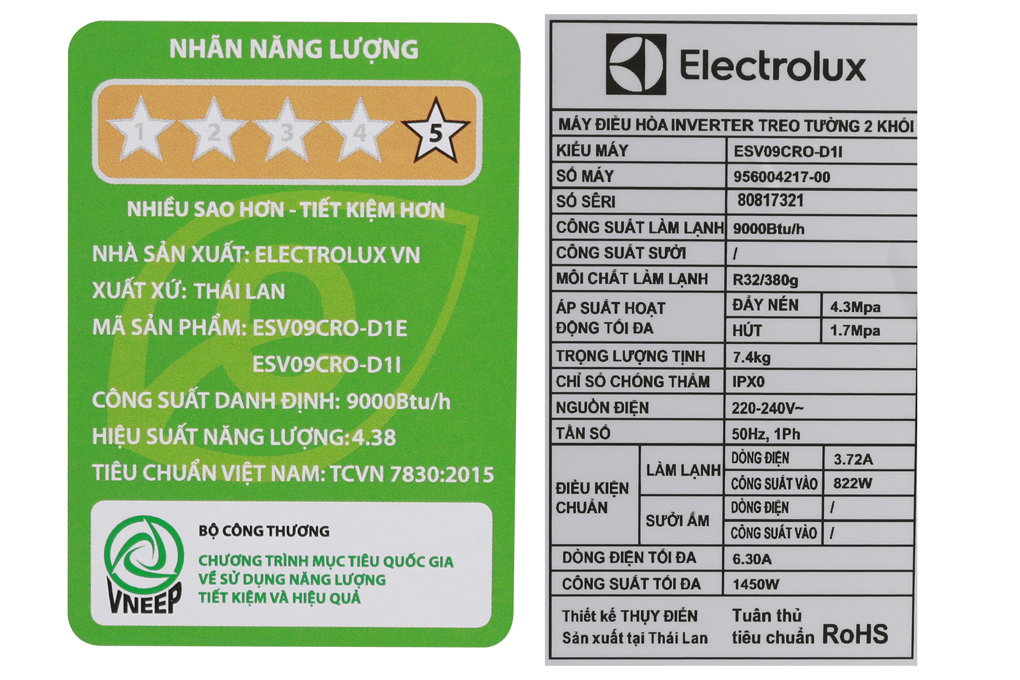 NHÃN NĂNG LƯỢNG
1 2 3 4 5
NHIỀU SAO HƠN - TIẾT KIỆM HƠN
NHÀ SẢN XUẤT: ELECTROLUX VN
XUẤT XỨ: THÁI LAN
MÃ SẢN PHẨM: ESV09CRO-D1E
ESV09CRO-D1I
CÔNG SUẤT DANH ĐỊNH: 9000Btu/h
HIỆU SUẤT NĂNG LƯỢNG: 4.38
TIÊU CHUẨN VIỆT NAM: TCVN 7830:2015
VNEEP
BỘ CÔNG THƯƠNG
CHƯƠNG TRÌNH MỤC TIÊU QUỐC GIA
VỀ SỬ DỤNG NĂNG LƯỢNG
TIẾT KIỆM VÀ HIỆU QUẢ
Electrolux
MÁY ĐIỀU HÒA INVERTER TREO TƯỜNG 2 KHỐI
KIỂU MÁY ESV09CRO-D1I
SỐ MÁY 956004217-00
SỐ SÊRI 80817321
CÔNG SUẤT LÀM LẠNH 9000Btu/h
CÔNG SUẤT SƯỞI /
MÔI CHẤT LÀM LẠNH R32/380g
ÁP SUẤT HOẠT ĐỘNG TỐI ĐA ĐẨY NÉN 4.3Mpa
HÚT 1.7Mpa
TRỌNG LƯỢNG TỊNH 7.4kg
CHỈ SỐ CHỐNG THẤM IPX0
NGUỒN ĐIỆN 220-240V~
TẦN SỐ 50Hz, 1Ph
ĐIỀU KIỆN CHUẨN LÀM LẠNH DÒNG ĐIỆN 3.72A
CÔNG SUẤT VÀO 822W
SƯỞI ẤM DÒNG ĐIỆN /
CÔNG SUẤT VÀO /
DÒNG ĐIỆN TỐI ĐA 6.30A
CÔNG SUẤT TỐI ĐA 1450W
Thiết kế THỤY ĐIỂN
Sản xuất tại Thái Lan
Tuân thủ
tiêu chuẩn RoHS